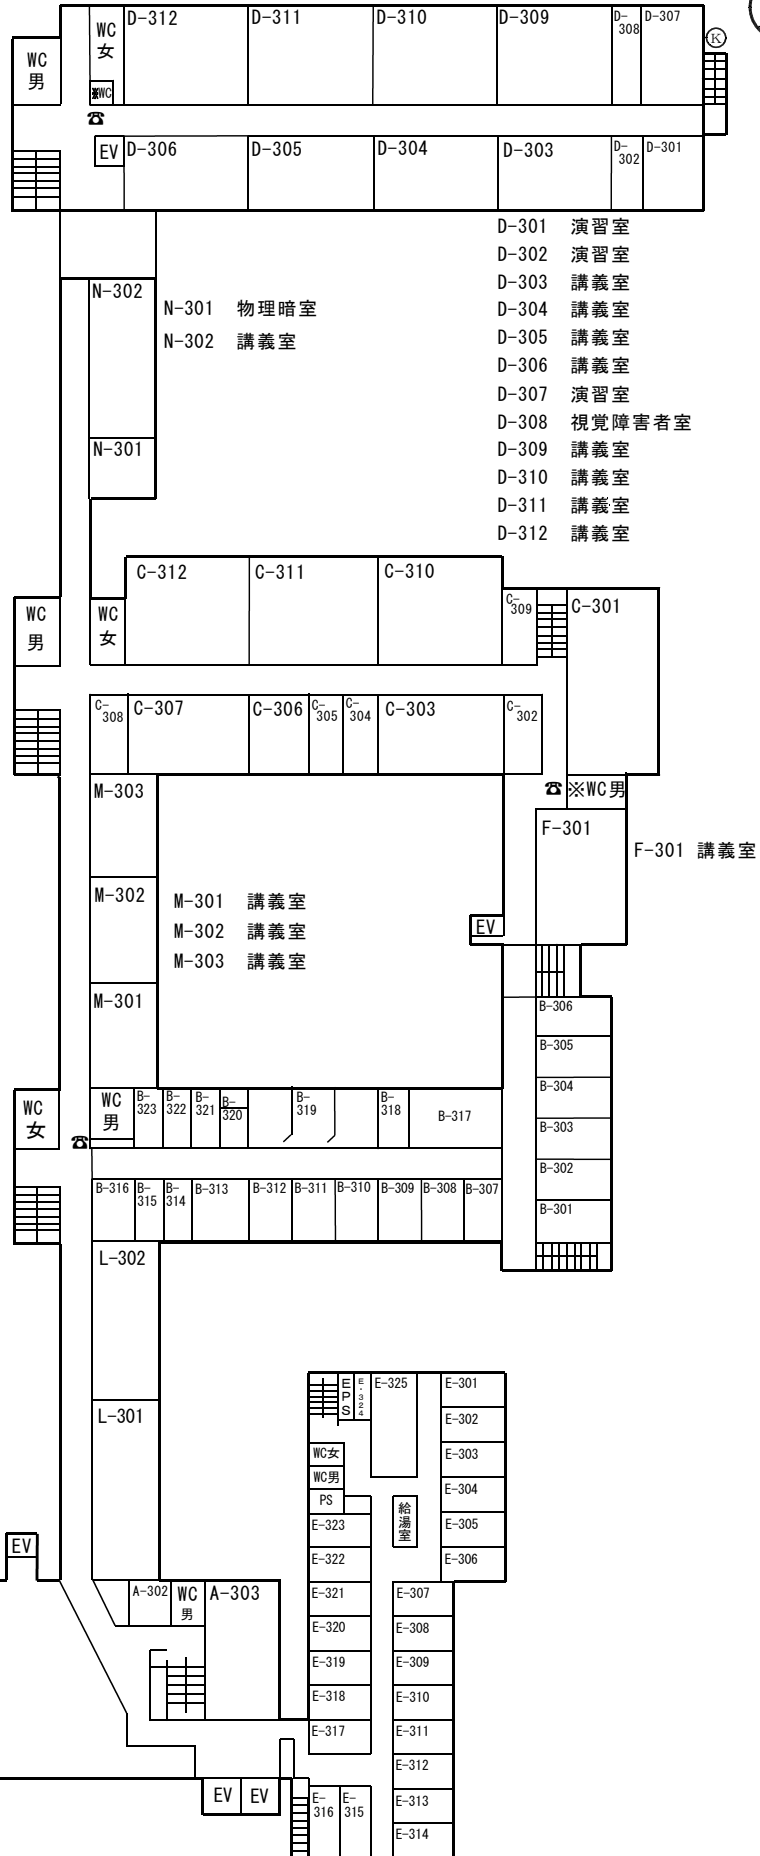 WC
女
D-312
D-311
D-310
D-309
D-
308
D-307
K
WC
男
※WC
☎
EV
D-306
D-305
D-304
D-303
D-
302
D-301
D-301 演習室
D-302 演習室
D-303 講義室
D-304 講義室
D-305 講義室
D-306 講義室
D-307 演習室
D-308 視覚障害者室
D-309 講義室
D-310 講義室
D-311 講義室
D-312 講義室
N-302
N-301 物理暗室
N-302 講義室
N-301
C-312
C-311
C-310
C-
309
C-301
WC
男
WC
女
C-
308
C-307
C-306
C-
305
C-
304
C-303
C-
302
M-303
☎ ※WC男
F-301
F-301 講義室
M-302
M-301 講義室
M-302 講義室
M-303 講義室
EV
M-301
B-306
B-305
B-304
B-303
B-302
B-301
WC
女
☎
WC
男
B-
323
B-
322
B-
321
B-
320
B-
319
B-
318
B-317
B-316
B-
315
B-
314
B-313
B-312
B-311
B-310
B-309
B-308
B-307
L-302
L-301
EPS
E-324
E-325
E-301
E-302
E-303
E-304
E-305
E-306
WC女
WC男
PS
給湯室
E-323
E-322
E-321
E-320
E-319
E-318
E-317
E-307
E-308
E-309
E-310
E-311
E-312
E-313
E-314
EV
A-302
WC
男
A-303
EV
EV
E-
316
E-
315